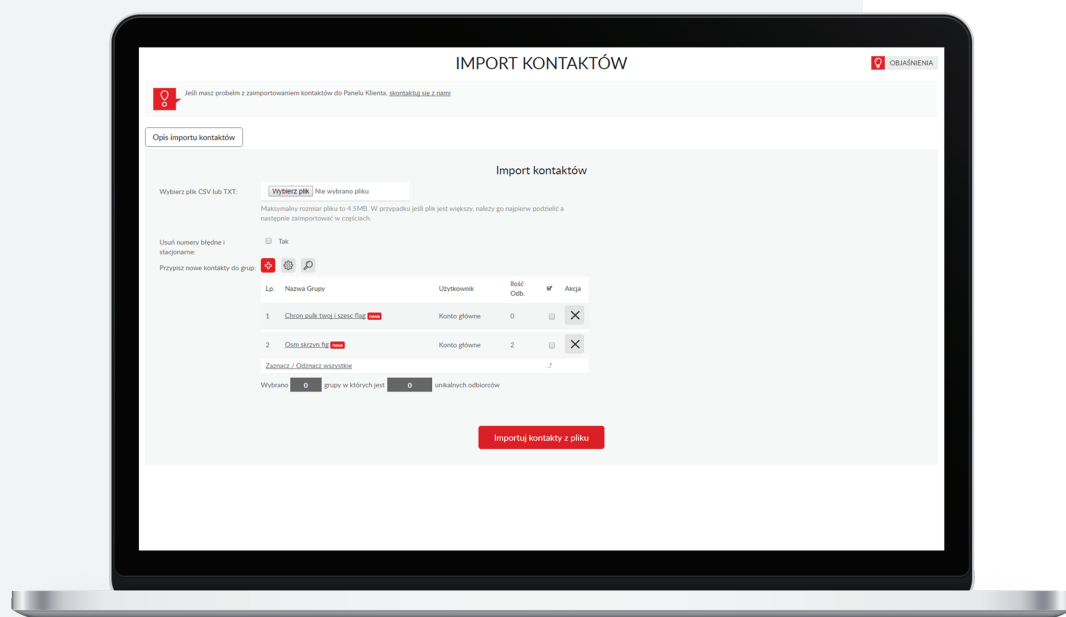 IMPORT KONTAKTÓW
OBJAŚNIENIA
Jeśli masz probelm z zaimportowaniem kontaktów do Panelu Klienta, skontaktuj się z nami
Opis importu kontaktów
Import kontaktów
Wybierz plik CSV lub TXT:
Wybierz plik Nie wybrano pliku
Maksymalny rozmiar pliku to 4.5MB. W przypadku jeśli plik jest większy, należy go najpierw podzielić a
następnie zaimportować w częściach.
Usuń numery błędne i
stacjonarne:
Tak
Przypisz nowe kontakty do grup:
Lp. Nazwa Grupy Użytkownik Ilość Odb. Akcja
1 Chron pulk twoj i szesc flag nowe Konto główne 0
2 Osm skrzyn fig nowe Konto główne 2
Zaznacz / Odznacz wszystkie
Wybrano 0 grupy w których jest 0 unikalnych odbiorców
Importuj kontakty z pliku